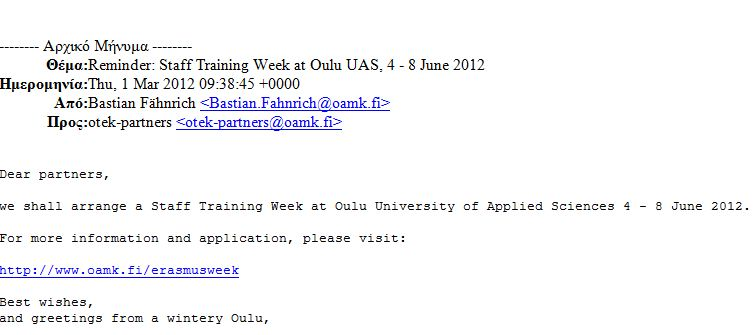 -------- Αρχικό Μήνυμα --------
Θέμα:Reminder: Staff Training Week at Oulu UAS, 4 - 8 June 2012
Ημερομηνία:Thu, 1 Mar 2012 09:38:45 +0000
Από:Bastian Fähnrich <Bastian.Fahnrich@oamk.fi>
Προς:otek-partners <otek-partners@oamk.fi>
Dear partners,
we shall arrange a Staff Training Week at Oulu University of Applied Sciences 4 – 8 June 2012.
For more information and application, please visit:
http://www.oamk.fi/erasmusweek
Best wishes,
and greetings from a wintery Oulu,